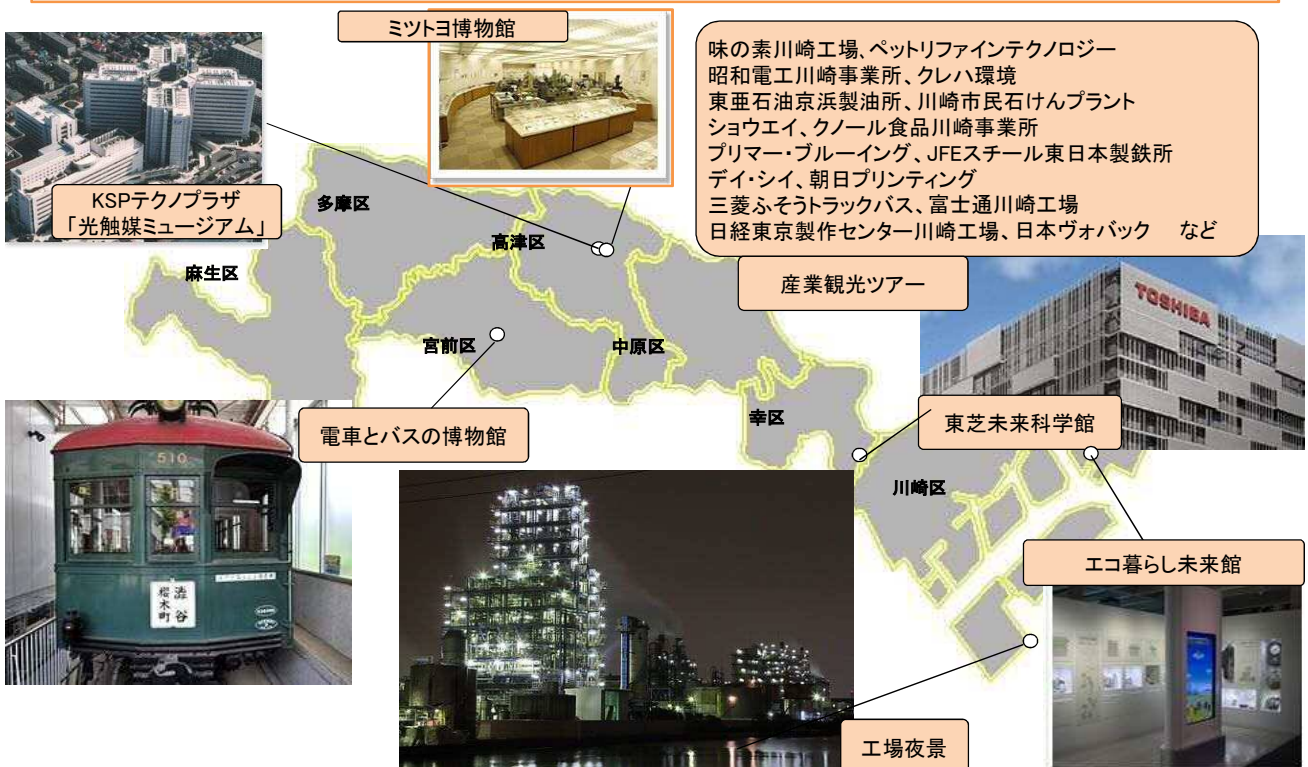 ミツトヨ博物館
味の素川崎工場、ペットリファインテクノロジー
昭和電工川崎事業所、クレハ環境
東亜石油京浜製油所、川崎市民石けんプラント
ショウエイ、クノール食品川崎事業所
プリマー・ブルーイング、JFEスチール東日本製鉄所
デイ・シイ、朝日プリンティング
三菱ふそうトラックバス、富士通川崎工場
日経東京製作センター川崎工場、日本ヴォバック　など
KSPテクノプラザ
「光触媒ミュージアム」
多摩区
高津区
麻生区
産業観光ツアー
TOSHIBA
宮前区
中原区
幸区
電車とバスの博物館
東芝未来科学館
510
川崎区
エコ暮らし未来館
澁谷
櫻木町
工場夜景